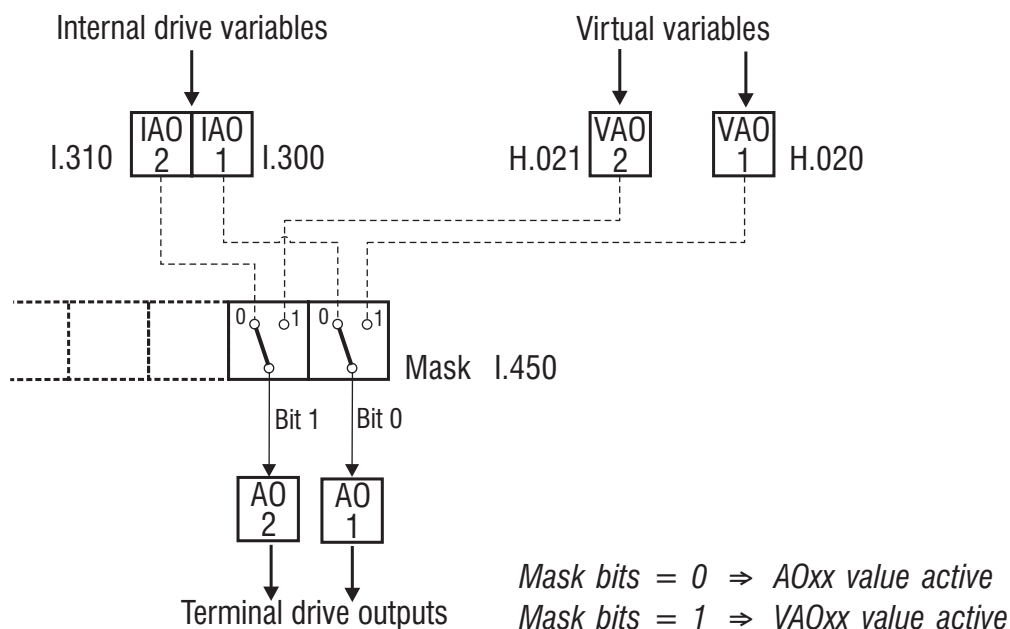 Internal drive variables
Virtual variables
I.310
IAO
2
IAO
1
I.300
H.021
VAO
2
VAO
1
H.020
0
1
0
1
Mask I.450
Bit 1
Bit 0
AO
2
AO
1
Terminal drive outputs
Mask bits = 0 ⇒ AOxx value active
Mask bits = 1 ⇒ VAOxx value active